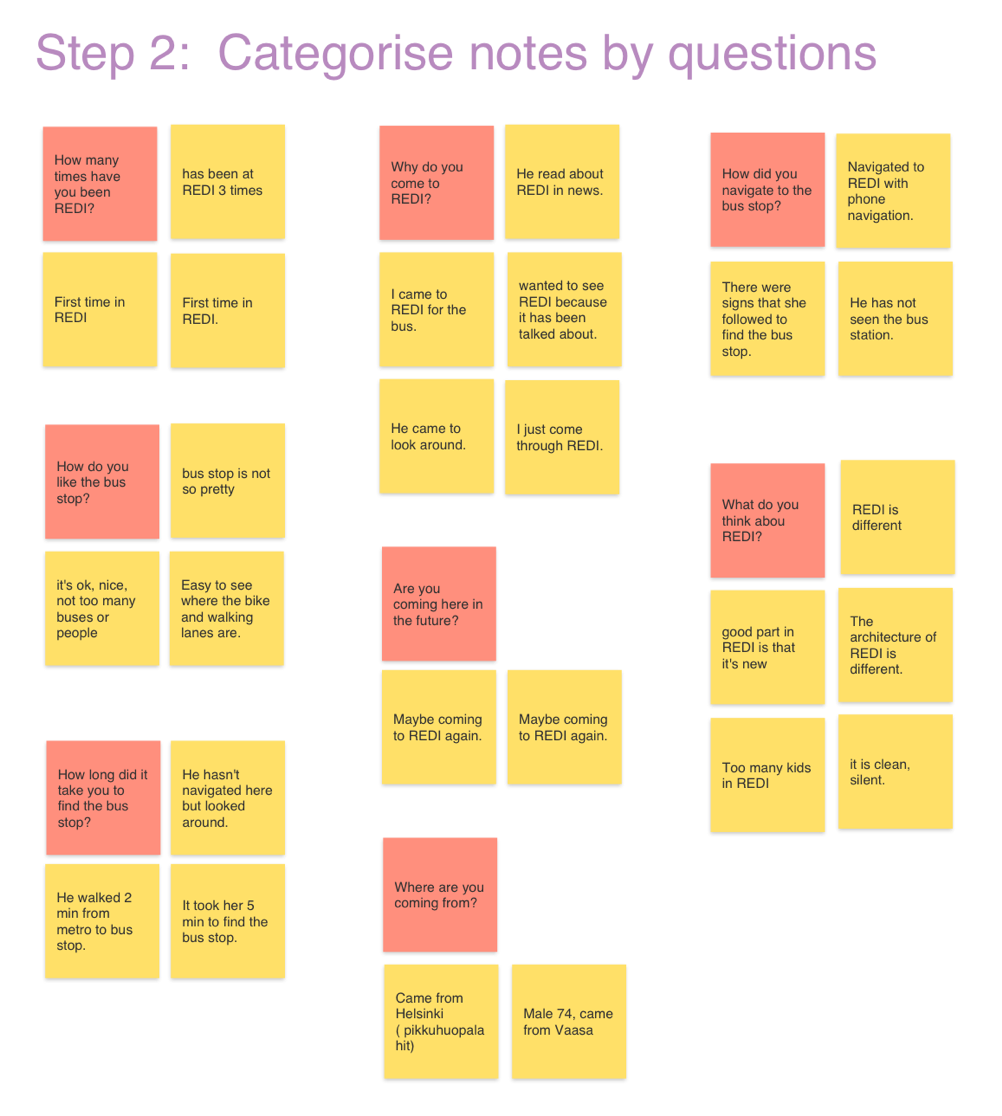 Step 2: Categorise notes by questions
How many
times have
you been
REDI?
has been at
REDI 3 times
First time in
REDI
First time in
REDI.
How do you
like the bus
stop?
bus stop is not
so pretty
it's ok, nice,
not too many
buses or
people
Easy to see
where the bike
and walking
lanes are.
How long did it
take you to
find the bus
stop?
He hasn't
navigated here
but looked
around.
He walked 2
min from
metro to bus
stop.
It took her 5
min to find the
bus stop.
Why do you
come to
REDI?
He read about
REDI in news.
I came to
REDI for the
bus.
wanted to see
REDI because
it has been
talked about.
He came to
look around.
I just come
through REDI.
Are you
coming here in
the future?
Maybe coming
to REDI again.
Maybe coming
to REDI again.
Where are you
coming from?
Came from
Helsinki
( pikkuhuopala
hit)
Male 74, came
from Vaasa
How did you
navigate to the
bus stop?
Navigated to
REDI with
phone
navigation.
There were
signs that she
followed to
find the bus
stop.
He has not
seen the bus
station.
What do you
think abou
REDI?
REDI is
different
good part in
REDI is that
it's new
The
architecture of
REDI is
different.
Too many kids
in REDI
it is clean,
silent.